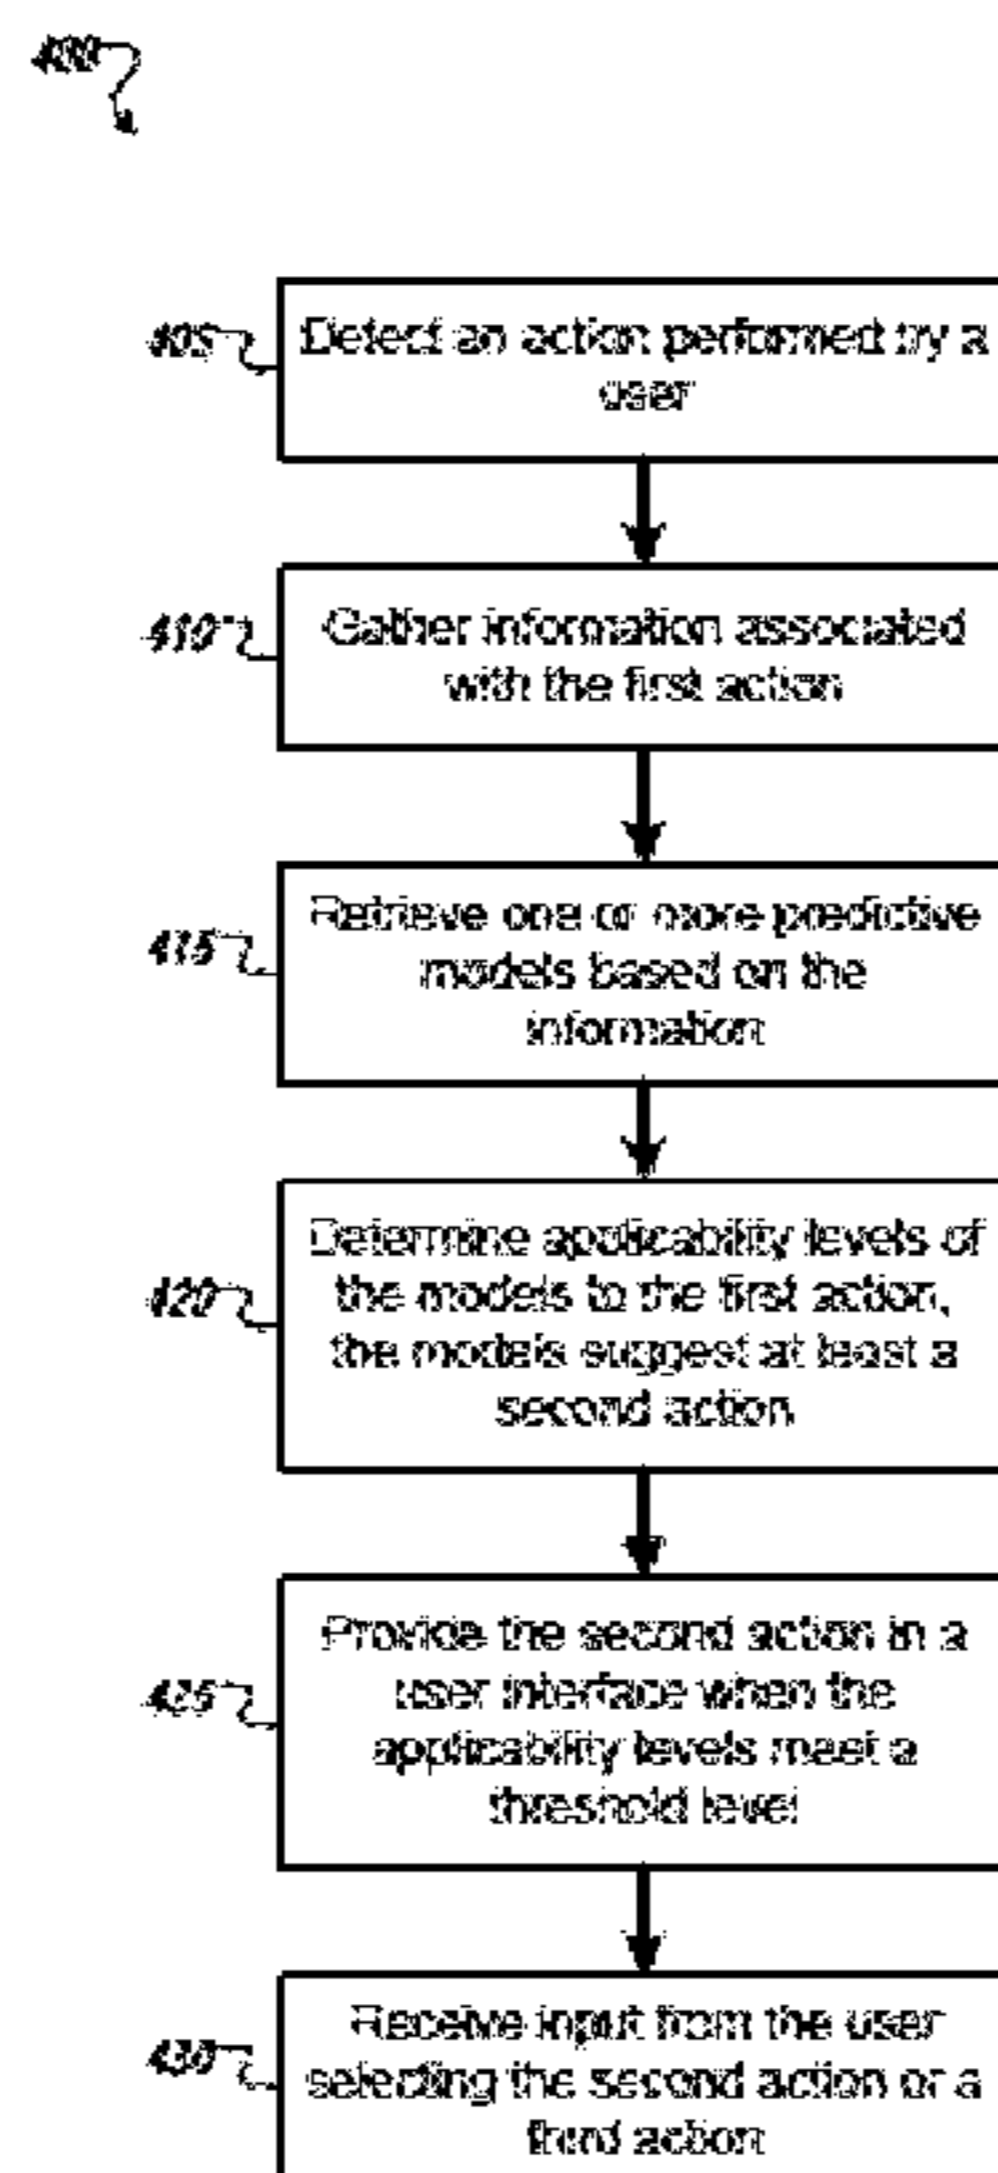 400
405
Detect an action performed by a
user
410
Gather information associated
with the first action
415
Retrieve one or more predictive
models based on the
information
420
Determine applicability levels of
the models to the first action,
the models suggest at least a
second action
425
Provide the second action in a
user interface when the
applicability levels meet a
threshold level
430
Receive input from the user
selecting the second action or a
third action